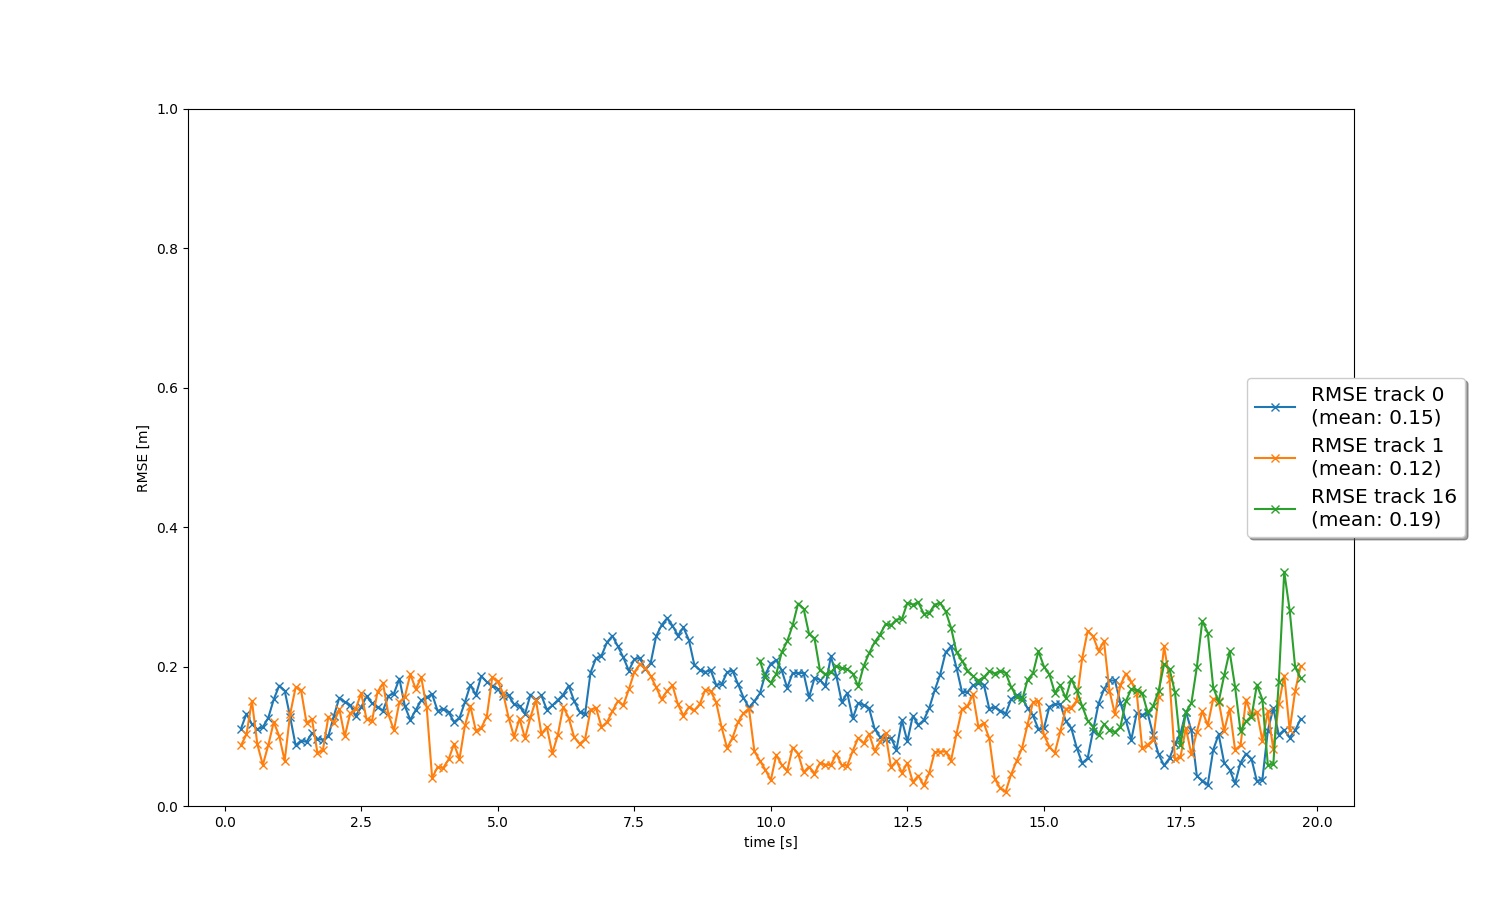 1.0
0.8
0.6
0.4
0.2
0.0
RMSE [m]
0.0 2.5 5.0 7.5 10.0 12.5 15.0 17.5 20.0
time [s]
RMSE track 0
(mean: 0.15)
RMSE track 1
(mean: 0.12)
RMSE track 16
(mean: 0.19)